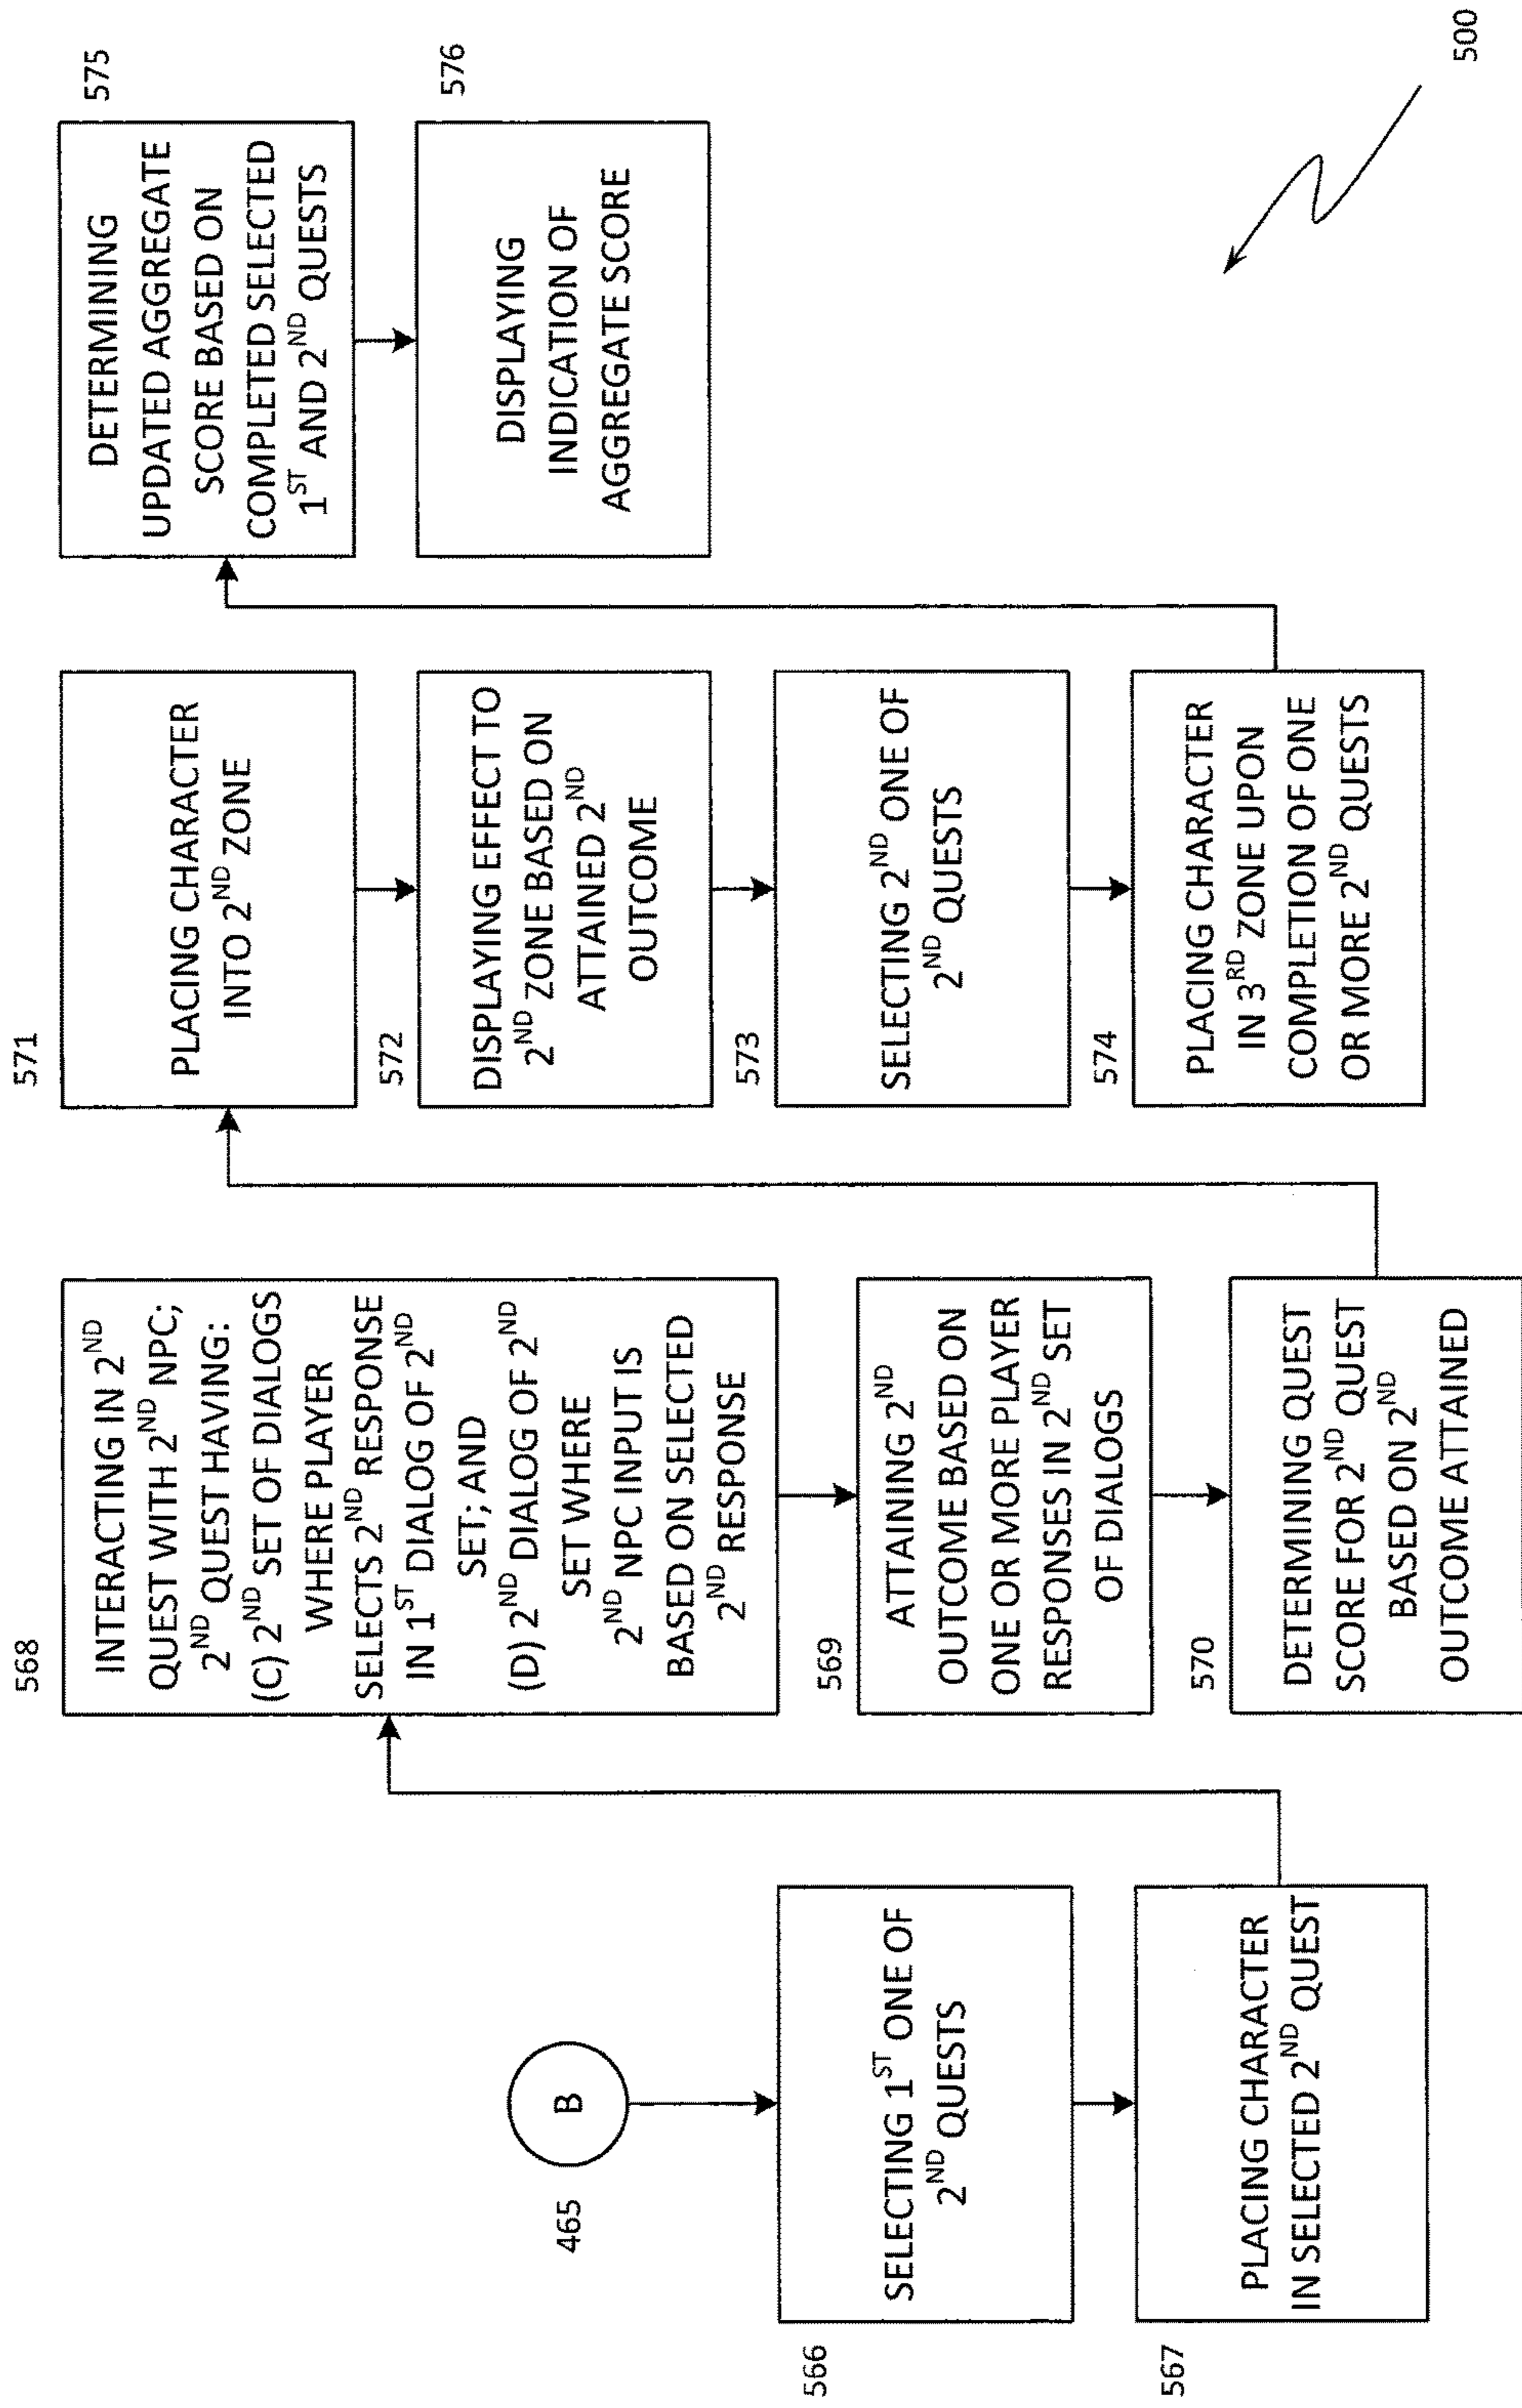 465
B
566
SELECTING 1ST ONE OF
2ND QUESTS
567
PLACING CHARACTER
IN SELECTED 2ND QUEST
568
INTERACTING IN 2ND
QUEST WITH 2ND NPC;
2ND QUEST HAVING:
(C) 2ND SET OF DIALOGS
WHERE PLAYER
SELECTS 2ND RESPONSE
IN 1ST DIALOG OF 2ND
SET; AND
(D) 2ND DIALOG OF 2ND
SET WHERE
2ND NPC INPUT IS
BASED ON SELECTED
2ND RESPONSE
569
ATTAINING 2ND
OUTCOME BASED ON
ONE OR MORE PLAYER
RESPONSES IN 2ND SET
OF DIALOGS
570
DETERMINING QUEST
SCORE FOR 2ND QUEST
BASED ON 2ND
OUTCOME ATTAINED
571
PLACING CHARACTER
INTO 2ND ZONE
572
DISPLAYING EFFECT TO
2ND ZONE BASED ON
ATTAINED 2ND
OUTCOME
573
SELECTING 2ND ONE OF
2ND QUESTS
574
PLACING CHARACTER
IN 3RD ZONE UPON
COMPLETION OF ONE
OR MORE 2ND QUESTS
575
DETERMINING
UPDATED AGGREGATE
SCORE BASED ON
COMPLETED SELECTED
1ST AND 2ND QUESTS
576
DISPLAYING
INDICATION OF
AGGREGATE SCORE
500